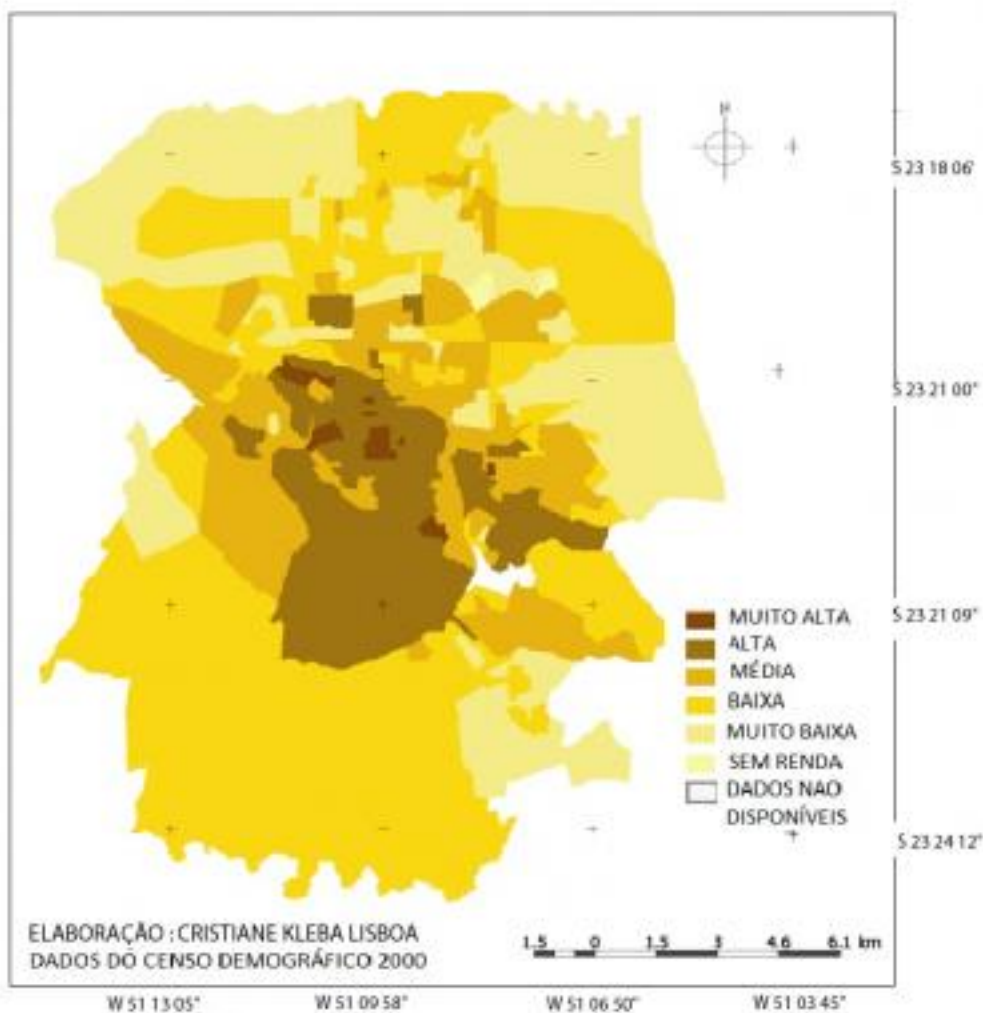 N
S 23 18 06'
S 23 21 00'
S 23 21 09"
MUITO ALTA
ALTA
MÉDIA
BAIXA
MUITO BAIXA
SEM RENDA
DADOS NAO
DISPONÍVEIS
S 23 24 12"
ELABORAÇÃO : CRISTIANE KLEBA LISBOA
DADOS DO CENSO DEMOGRÁFICO 2000
1.5 0 1.5 3 4.6 6.1 km
W 51 13 05" W 51 09 58" W 51 06 50" W 51 03 45"